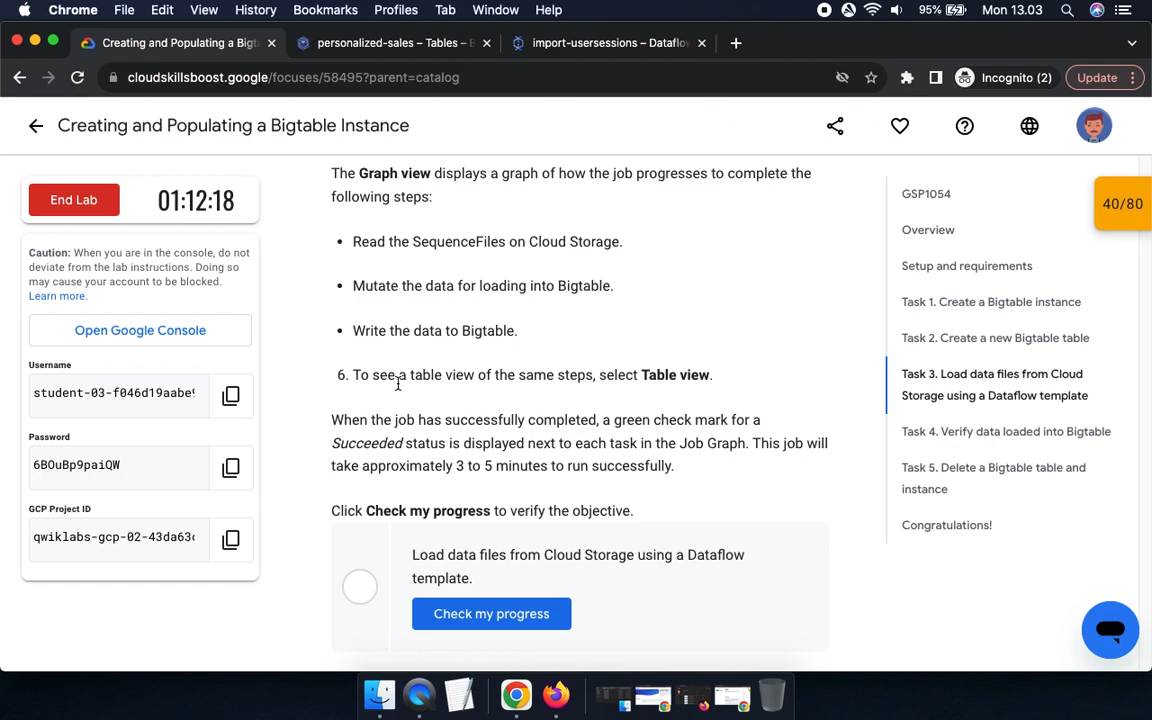 Chrome File Edit View History Bookmarks Profiles Tab Window Help 95% Mon 13.03
Creating and Populating a Bigt
personalized-sales – Tables – B
import-usersessions – Dataflow
cloudskillsboost.google/focuses/58495?parent=catalog
Incognito (2)
Update
Creating and Populating a Bigtable Instance
End Lab
01:12:18
Caution: When you are in the console, do not
deviate from the lab instructions. Doing so
may cause your account to be blocked.
Learn more.
Open Google Console
Username
student-03-f046d19aabe9
Password
6BOuBp9paiQW
GCP Project ID
qwiklabs-gcp-02-43da63c
The Graph view displays a graph of how the job progresses to complete the
following steps:
• Read the SequenceFiles on Cloud Storage.
• Mutate the data for loading into Bigtable.
• Write the data to Bigtable.
6. To see a table view of the same steps, select Table view.
When the job has successfully completed, a green check mark for a
Succeeded status is displayed next to each task in the Job Graph. This job will
take approximately 3 to 5 minutes to run successfully.
Click Check my progress to verify the objective.
Load data files from Cloud Storage using a Dataflow
template.
Check my progress
GSP1054
Overview
Setup and requirements
Task 1. Create a Bigtable instance
Task 2. Create a new Bigtable table
Task 3. Load data files from Cloud
Storage using a Dataflow template
Task 4. Verify data loaded into Bigtable
Task 5. Delete a Bigtable table and
instance
Congratulations!
40/80